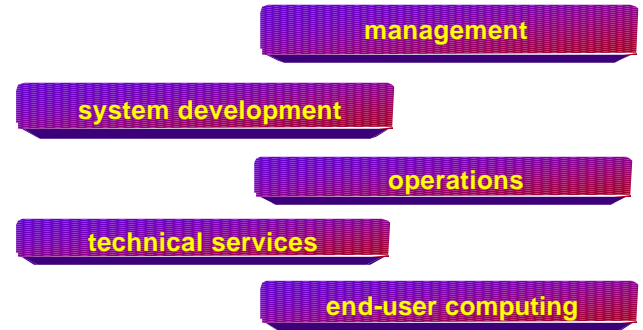 management
system development
operations
technical services
end-user computing